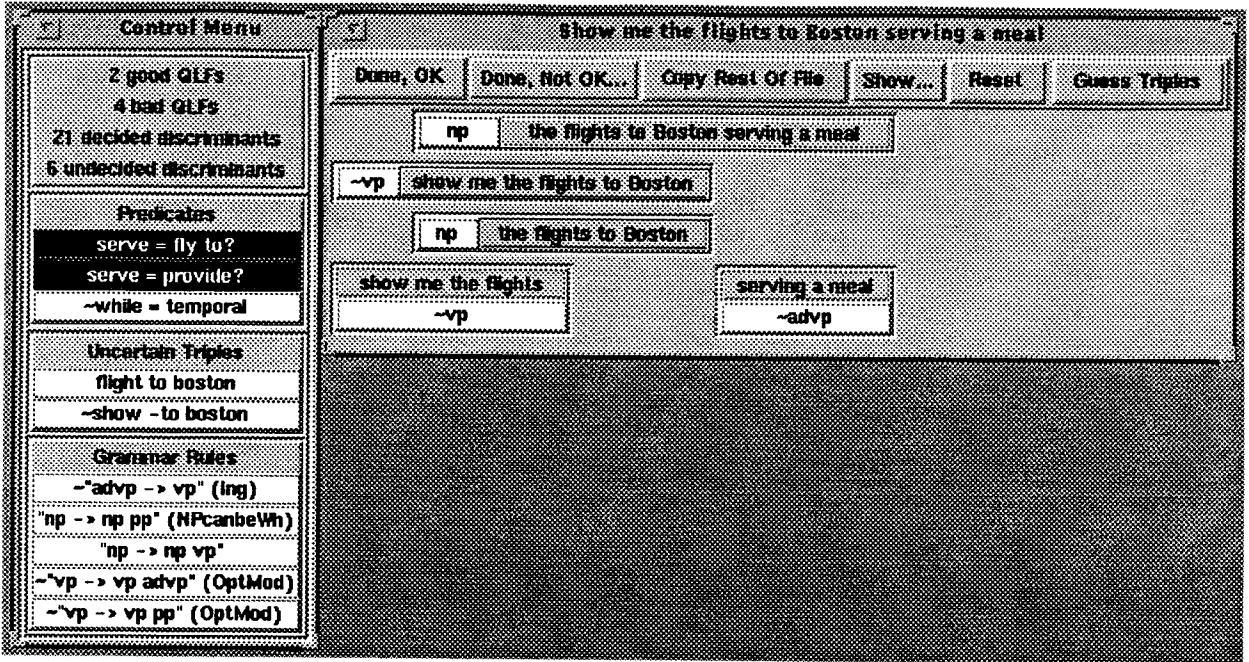 Control Menu
2 good QLFs
4 bad QLFs
21 decided discriminants
6 undecided discriminants
Predicates
serve = fly to?
serve = provide?
~while = temporal
Uncertain Triples
flight to boston
~show -to boston
Grammar Rules
~"advp -> vp" (ing)
"np -> np pp" (NPcanbeWh)
"np -> np vp"
~"vp -> vp advp" (OptMod)
~"vp -> vp pp" (OptMod)
Show me the flights to Boston serving a meal
Done, OK Done, Not OK... Copy Rest Of File Show... Reset Guess Triples
np the flights to Boston serving a meal
~vp show me the flights to Boston
np the flights to Boston
show me the flights serving a meal
~vp ~advp